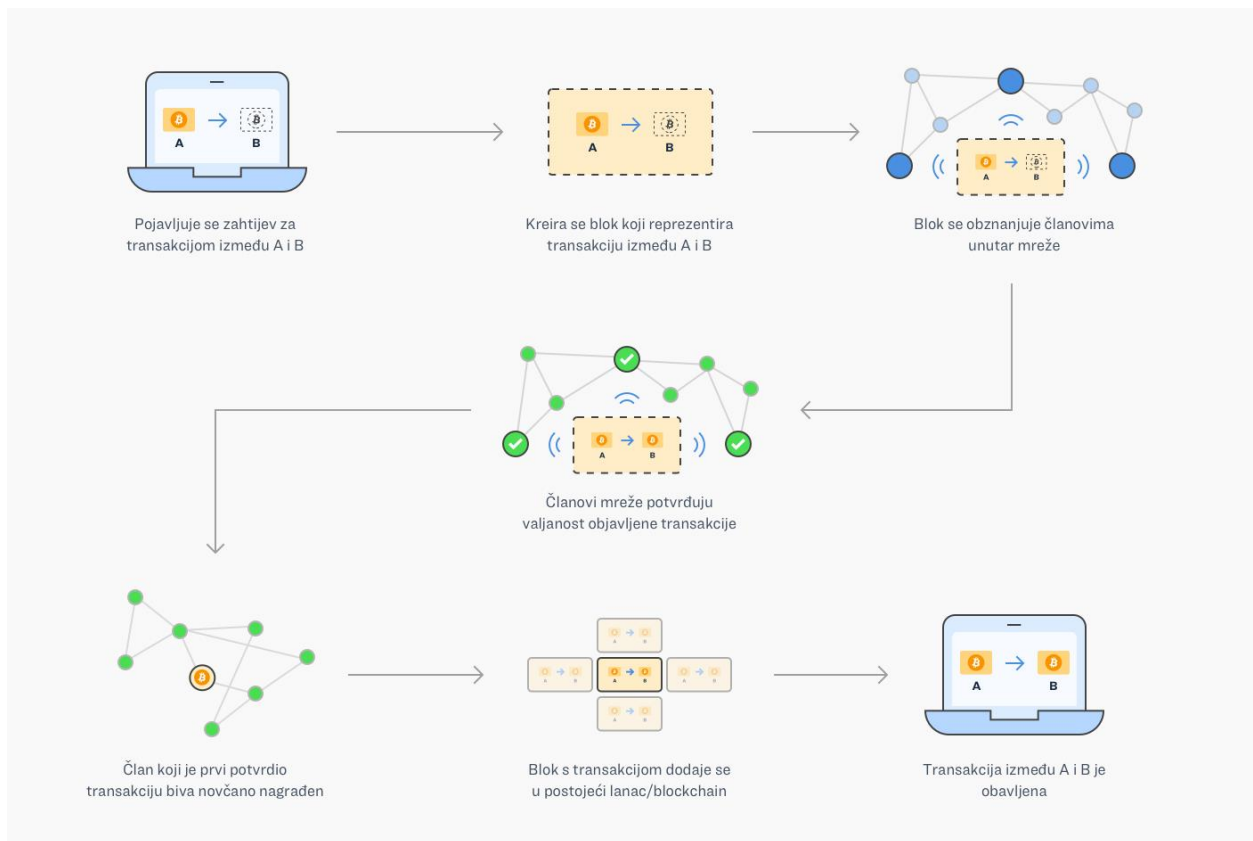 A
B
Pojavljuje se zahtijev za
transakcijom između A i B
A
B
Kreira se blok koji reprezentira
transakciju između A i B
A
B
Blok se obznanjuje članovima
unutar mreže
A
B
Članovi mreže potvrđuju
valjanost objavljene transakcije
Član koji je prvi potvrdio
transakciju biva novčano nagrađen
A B
A B
A B
A B
A B
Blok s transakcijom dodaje se
u postojeći lanac/blockchain
A
B
Transakcija između A i B je
obavljena